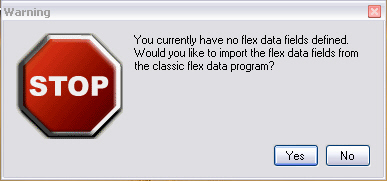 Warning
You currently have no flex data fields defined.
Would you like to import the flex data fields from
the classic flex data program?
STOP
Yes
No